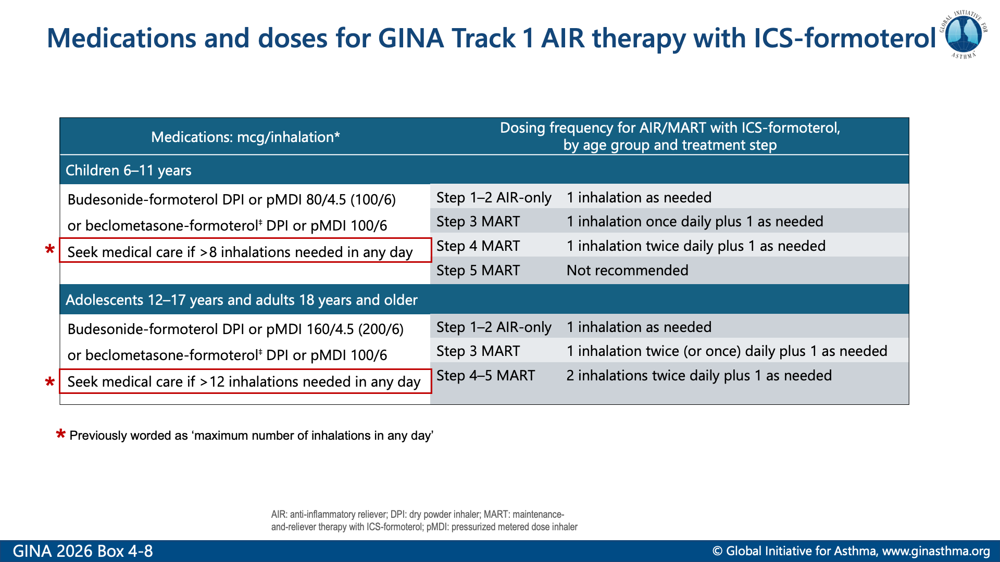 Medications and doses for GINA Track 1 AIR therapy with ICS-formoterol
GLOBAL INITIATIVE FOR ASTHMA
Medications: mcg/inhalation*
Dosing frequency for AIR/MART with ICS-formoterol,
by age group and treatment step
Children 6–11 years
Budesonide-formoterol DPI or pMDI 80/4.5 (100/6)
or beclometasone-formoterol‡ DPI or pMDI 100/6
* Seek medical care if >8 inhalations needed in any day
Step 1–2 AIR-only 1 inhalation as needed
Step 3 MART 1 inhalation once daily plus 1 as needed
Step 4 MART 1 inhalation twice daily plus 1 as needed
Step 5 MART Not recommended
Adolescents 12–17 years and adults 18 years and older
Budesonide-formoterol DPI or pMDI 160/4.5 (200/6)
or beclometasone-formoterol‡ DPI or pMDI 100/6
* Seek medical care if >12 inhalations needed in any day
Step 1–2 AIR-only 1 inhalation as needed
Step 3 MART 1 inhalation twice (or once) daily plus 1 as needed
Step 4–5 MART 2 inhalations twice daily plus 1 as needed
* Previously worded as ‘maximum number of inhalations in any day’
AIR: anti-inflammatory reliever; DPI: dry powder inhaler; MART: maintenance-
and-reliever therapy with ICS-formoterol; pMDI: pressurized metered dose inhaler
GINA 2026 Box 4-8
© Global Initiative for Asthma, www.ginasthma.org